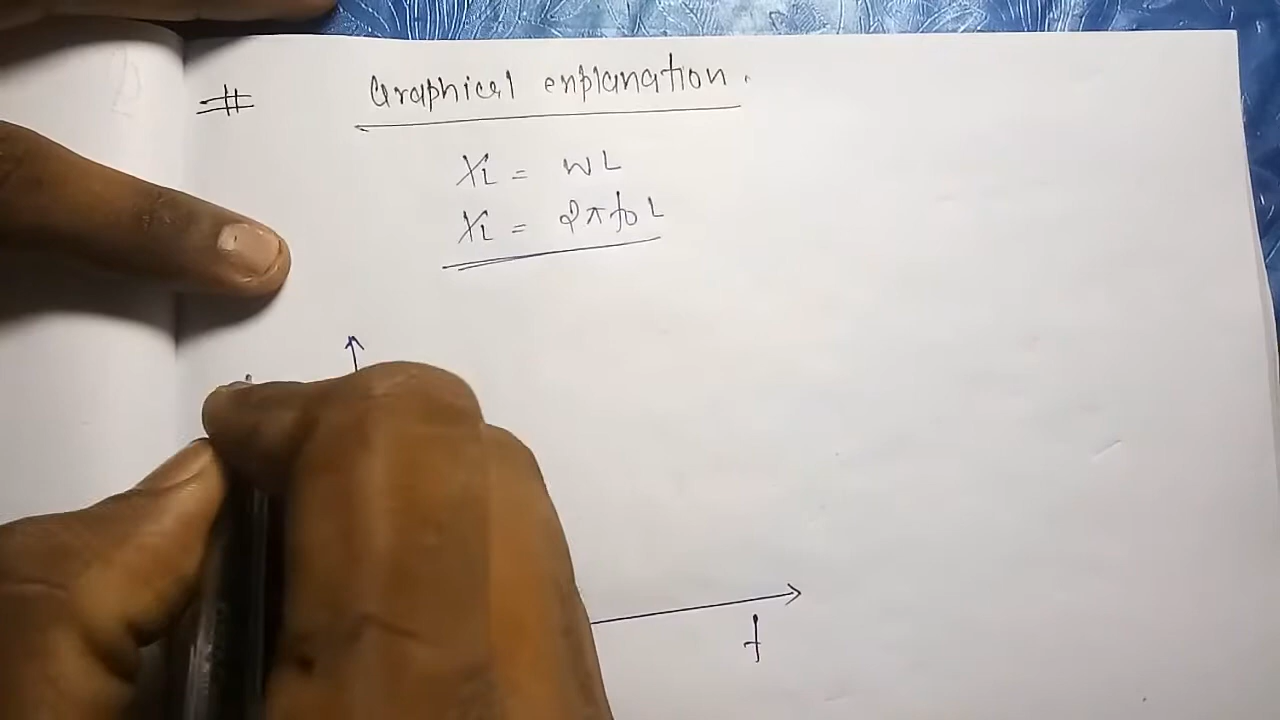 # Graphical explanation.
XL = WL
XL = 2πf0L
f